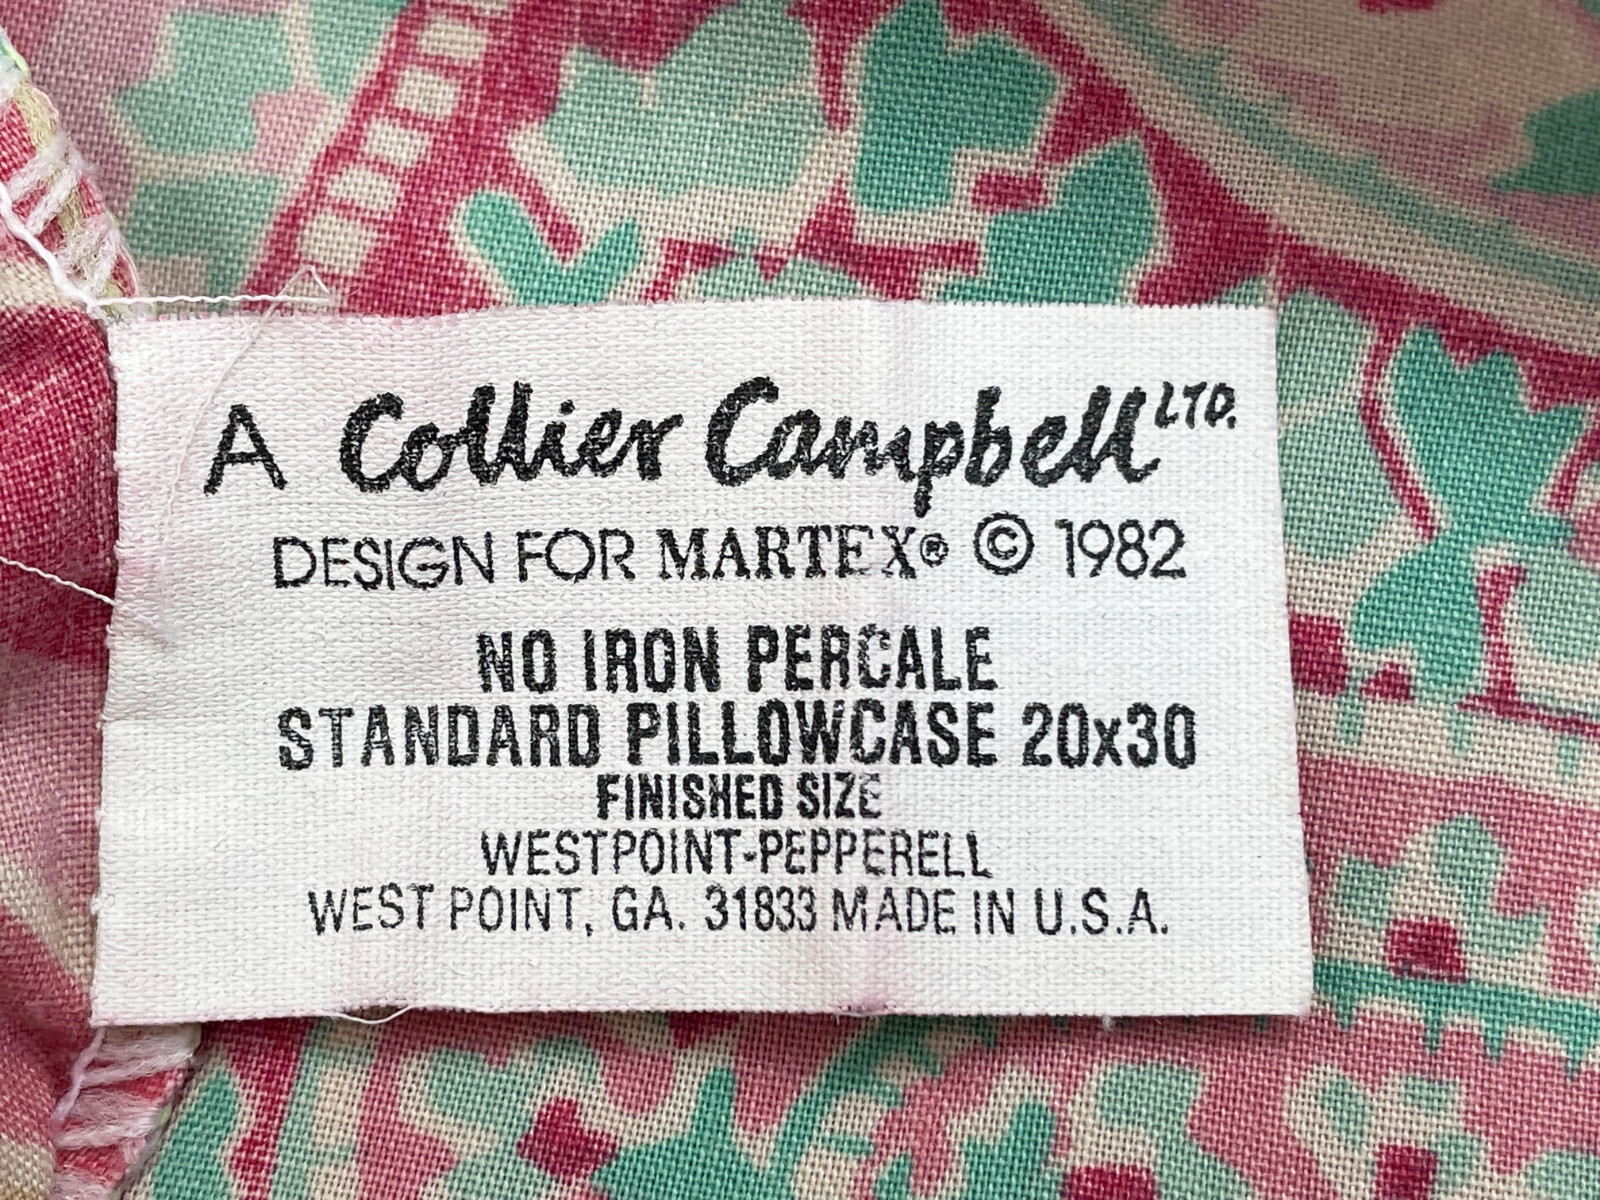 A Collier Campbell LTD.
DESIGN FOR MARTEX® © 1982
NO IRON PERCALE
STANDARD PILLOWCASE 20x30
FINISHED SIZE
WESTPOINT-PEPPERELL
WEST POINT, GA. 31833 MADE IN U.S.A.